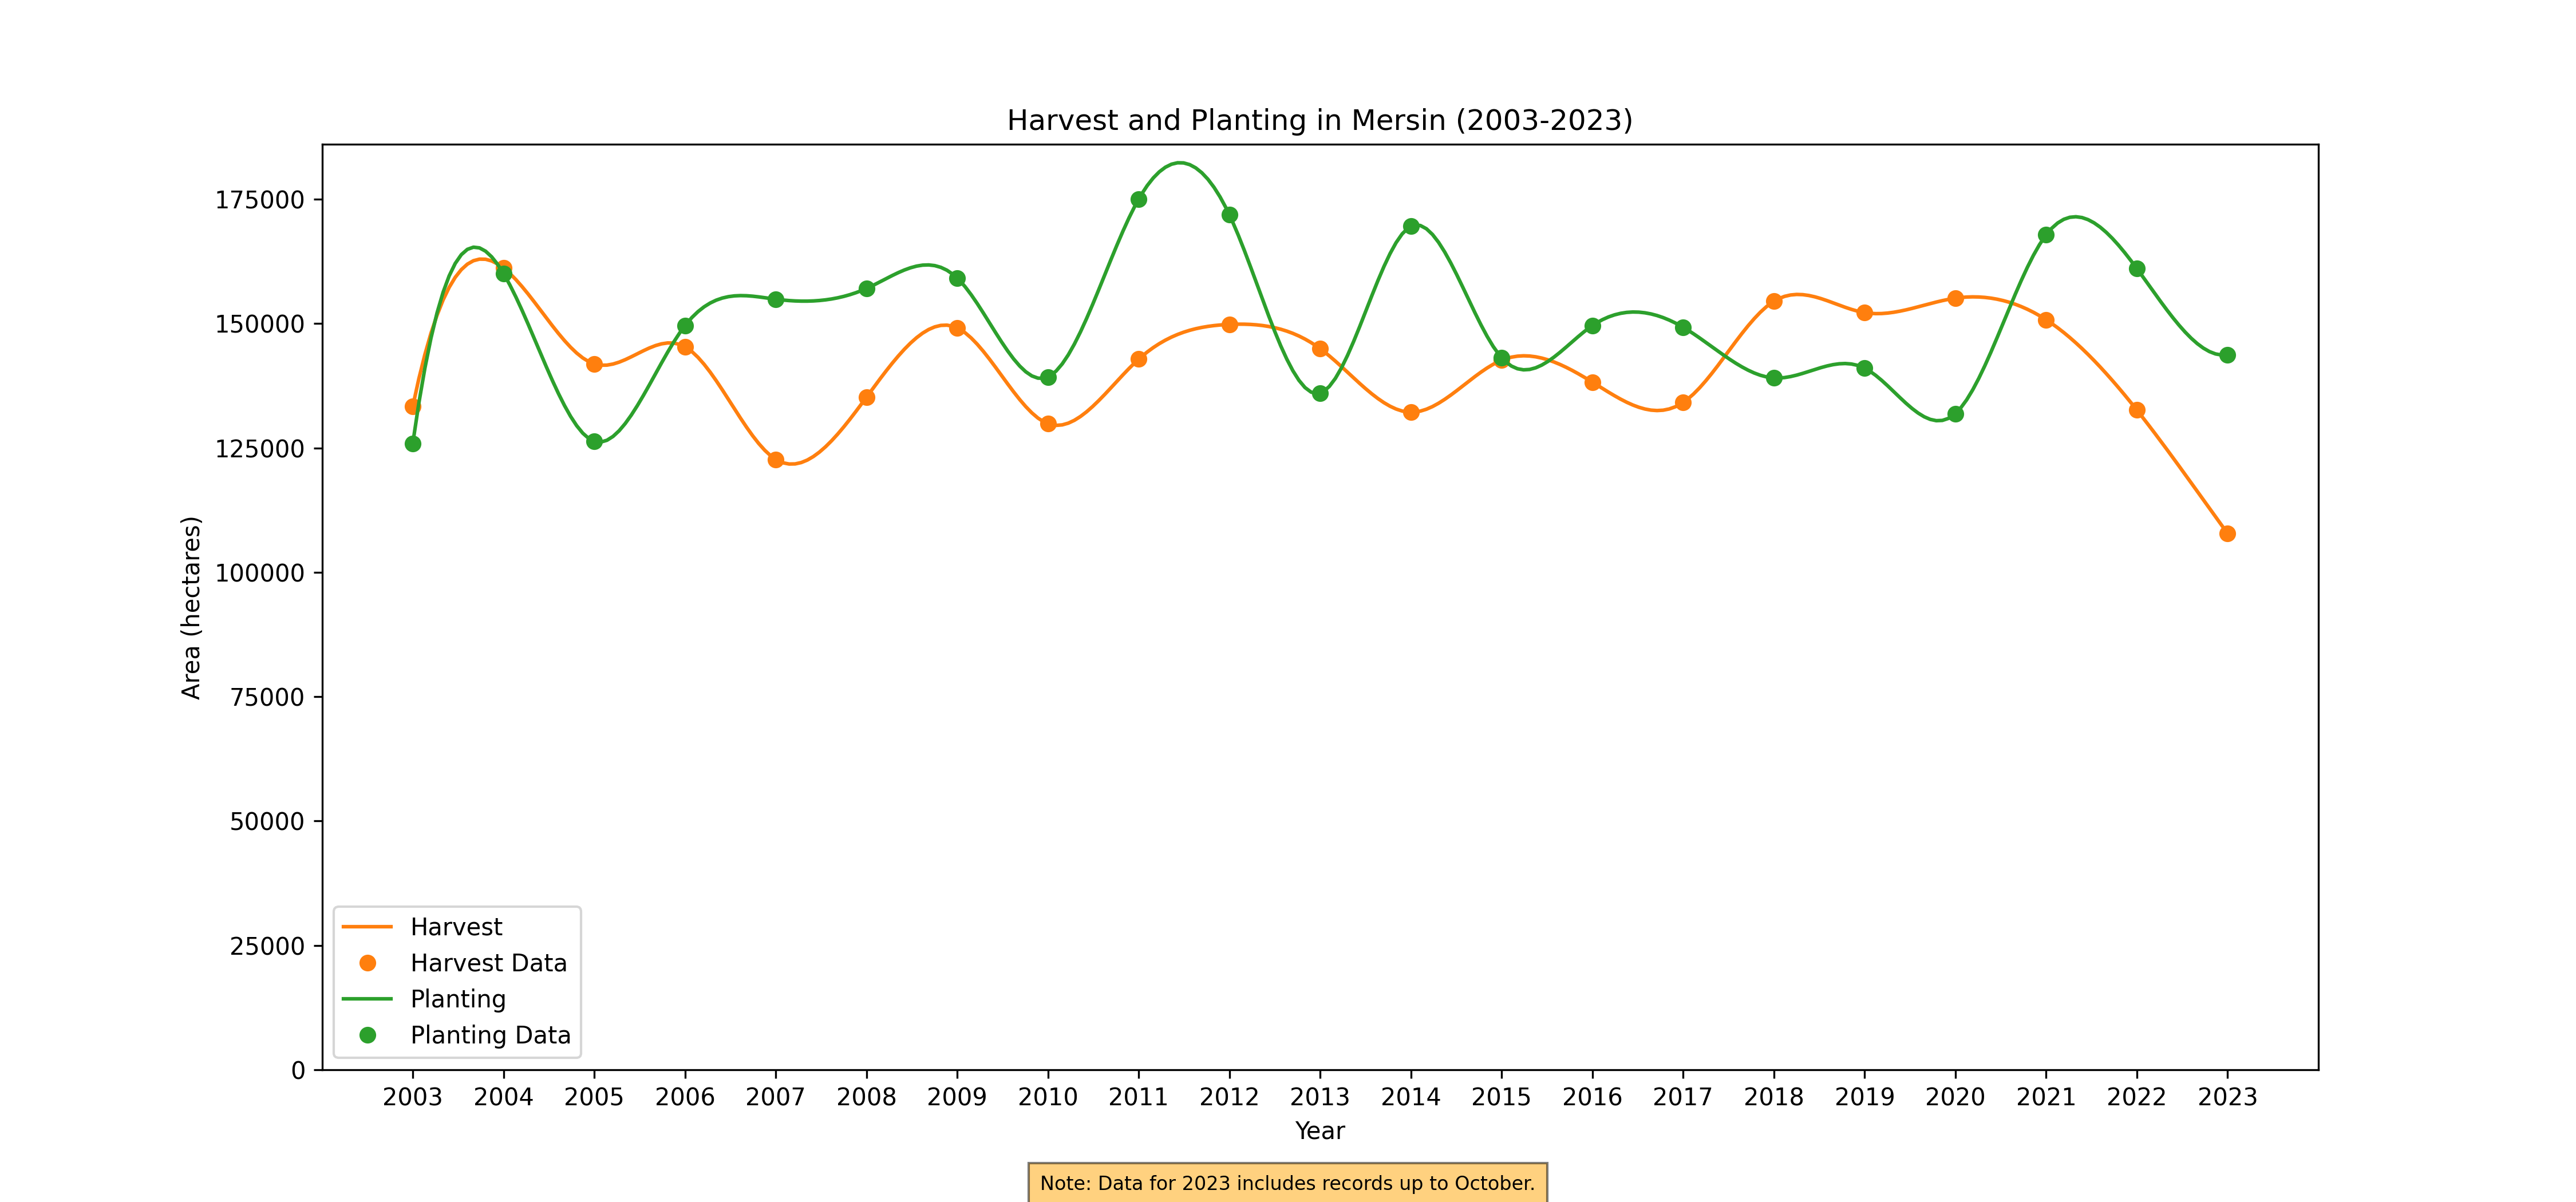 Harvest and Planting in Mersin (2003-2023)
175000
150000
125000
100000
75000
50000
25000
0
Area (hectares)
Harvest
Harvest Data
Planting
Planting Data
2003 2004 2005 2006 2007 2008 2009 2010 2011 2012 2013 2014 2015 2016 2017 2018 2019 2020 2021 2022 2023
Year
Note: Data for 2023 includes records up to October.